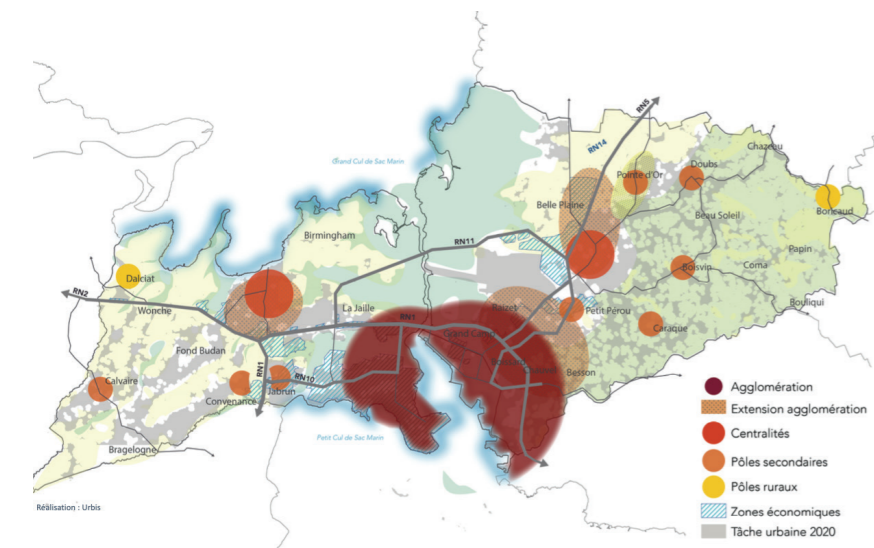 RN5
RN14
Chazeau
Doubs
Grand Cul de Sac Marin
Pointe d'Or
Belle Plaine
Boricaud
Beau Soleil
Birmingham
RN11
Papin
Dalciat
Boisvin
Coma
RN2
Bouliqui
Wonche
La Jaille
Raizet
Petit Pérou
RN1
Caraque
Fond Budan
RN1
RN10
Besson
Calvaire
Jabrun
Convenance
Petit Cul de Sac Marin
Bragelogne
Réalisation : Urbis
Agglomération
Extension agglomération
Centralités
Pôles secondaires
Pôles ruraux
Zones économiques
Tâche urbaine 2020